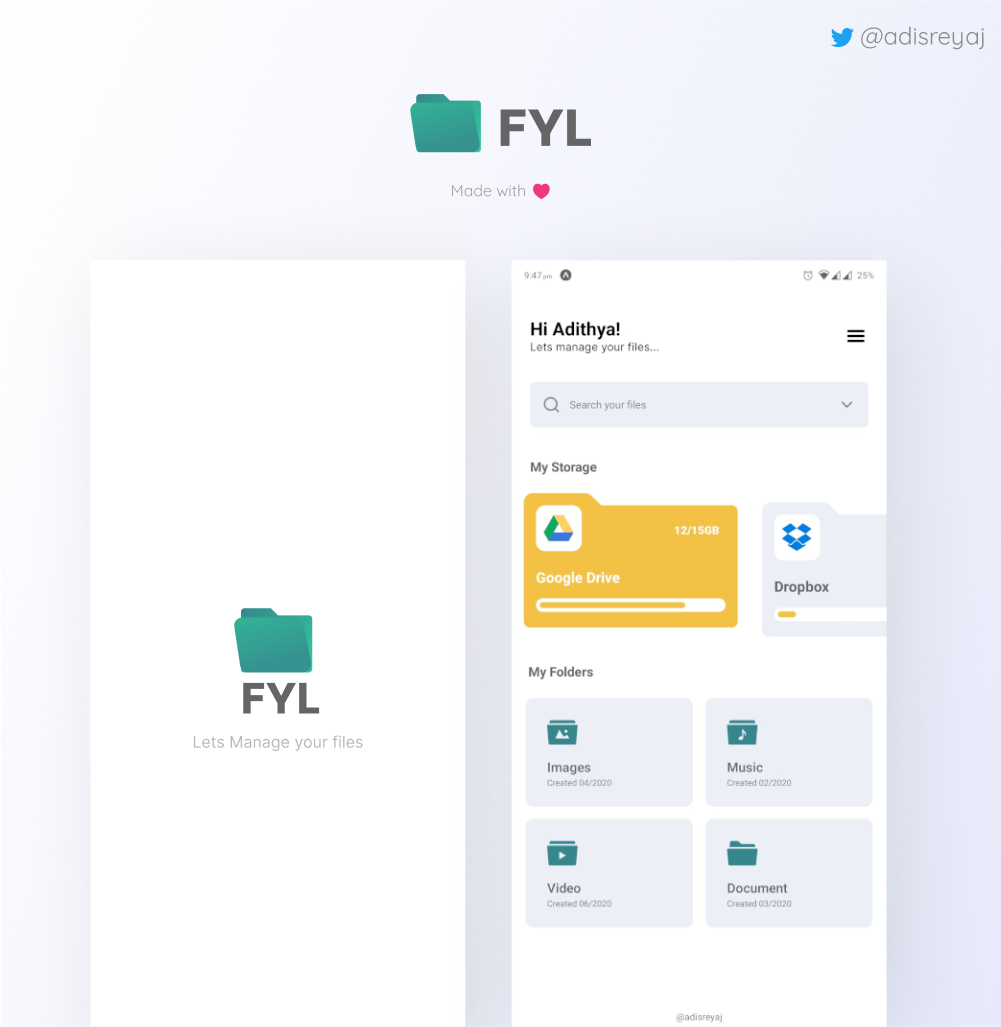 @adisreyaj
FYL
Made with
FYL
Lets Manage your files
9:47 pm
25%
Hi Adithya!
Lets manage your files...
Search your files
My Storage
12/15GB
Google Drive
Dropbox
My Folders
Images
Created 04/2020
Music
Created 02/2020
Video
Created 06/2020
Document
Created 03/2020
@adisreyaj